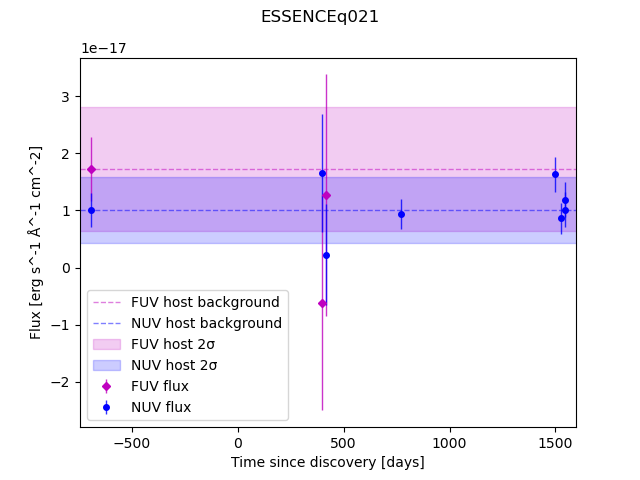 ESSENCEq021
1e−17
3
2
1
0
−1
−2
Flux [erg s^-1 Å^-1 cm^-2]
FUV host background
NUV host background
FUV host 2σ
NUV host 2σ
FUV flux
NUV flux
−500 0 500 1000 1500
Time since discovery [days]